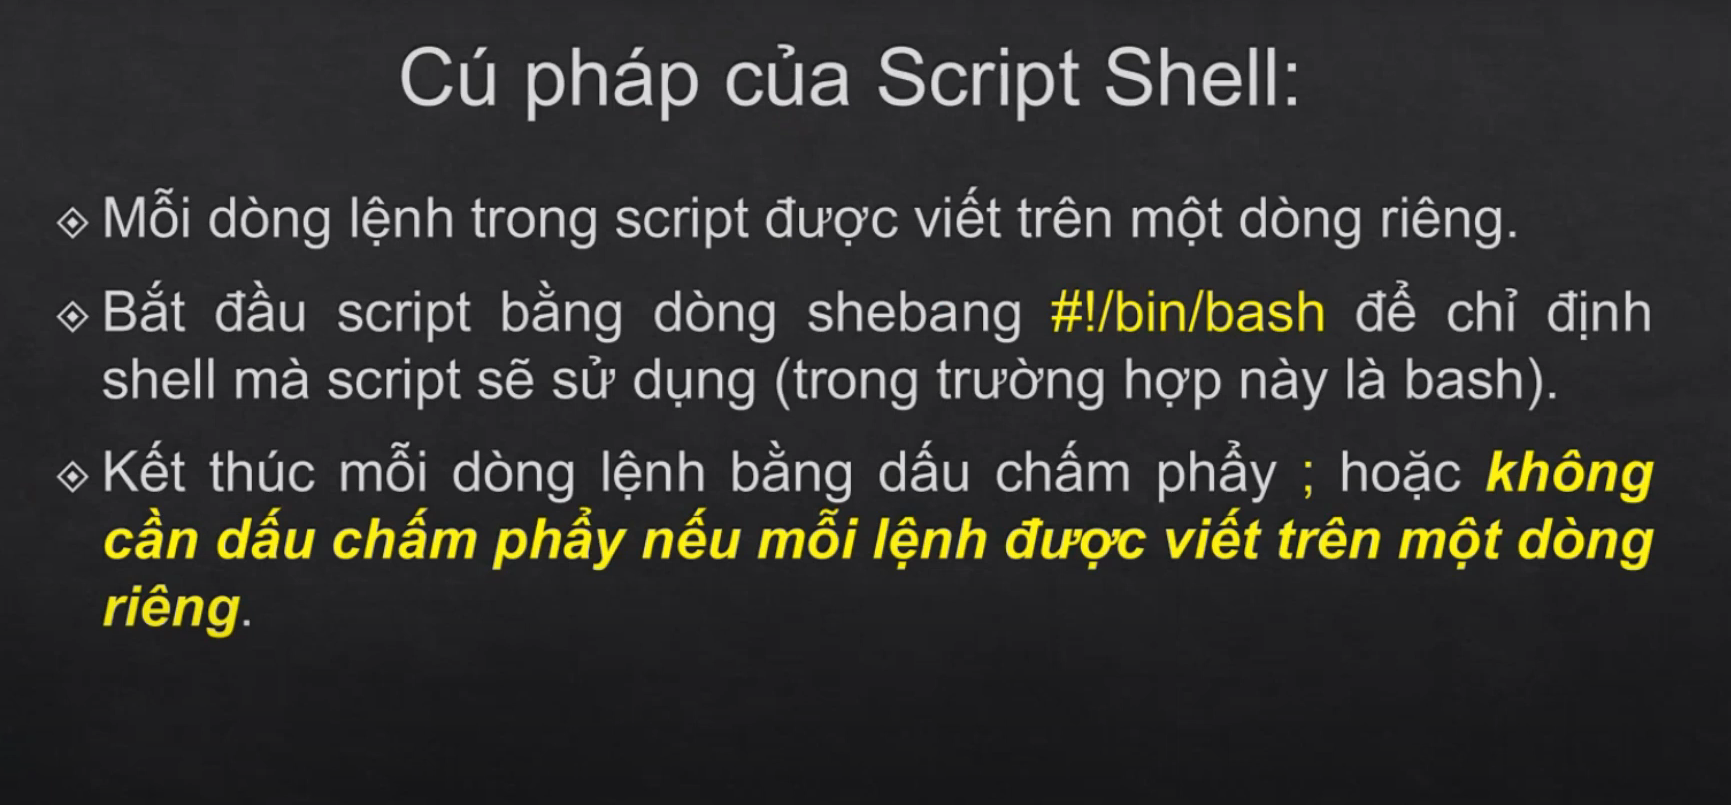 Cú pháp của Script Shell:
Mỗi dòng lệnh trong script được viết trên một dòng riêng.
Bắt đầu script bằng dòng shebang #!/bin/bash để chỉ định
shell mà script sẽ sử dụng (trong trường hợp này là bash).
Kết thúc mỗi dòng lệnh bằng dấu chấm phẩy ; hoặc không
cần dấu chấm phẩy nếu mỗi lệnh được viết trên một dòng
riêng.